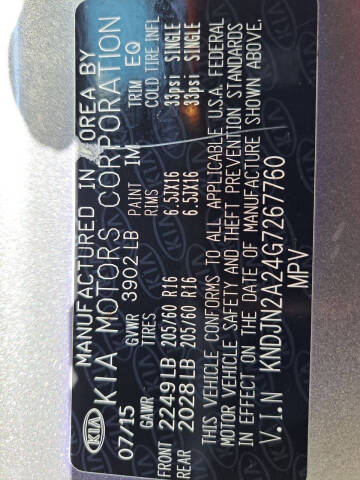 MANUFACTURED IN KOREA BY
KIA KIA MOTORS CORPORATION
07/15 GVWR 3902 LB PAINT IM TRIM EQ
GAWR TIRES RIMS COLD TIRE INFL
FRONT 2249 LB 205/60 R16 6.5JX16 33psi SINGLE
REAR 2028 LB 205/60 R16 6.5JX16 33psi SINGLE
THIS VEHICLE CONFORMS TO ALL APPLICABLE U.S.A. FEDERAL
MOTOR VEHICLE SAFETY AND THEFT PREVENTION STANDARDS
IN EFFECT ON THE DATE OF MANUFACTURE SHOWN ABOVE.
V.I.N KNDJN2A24G7267760
MPV